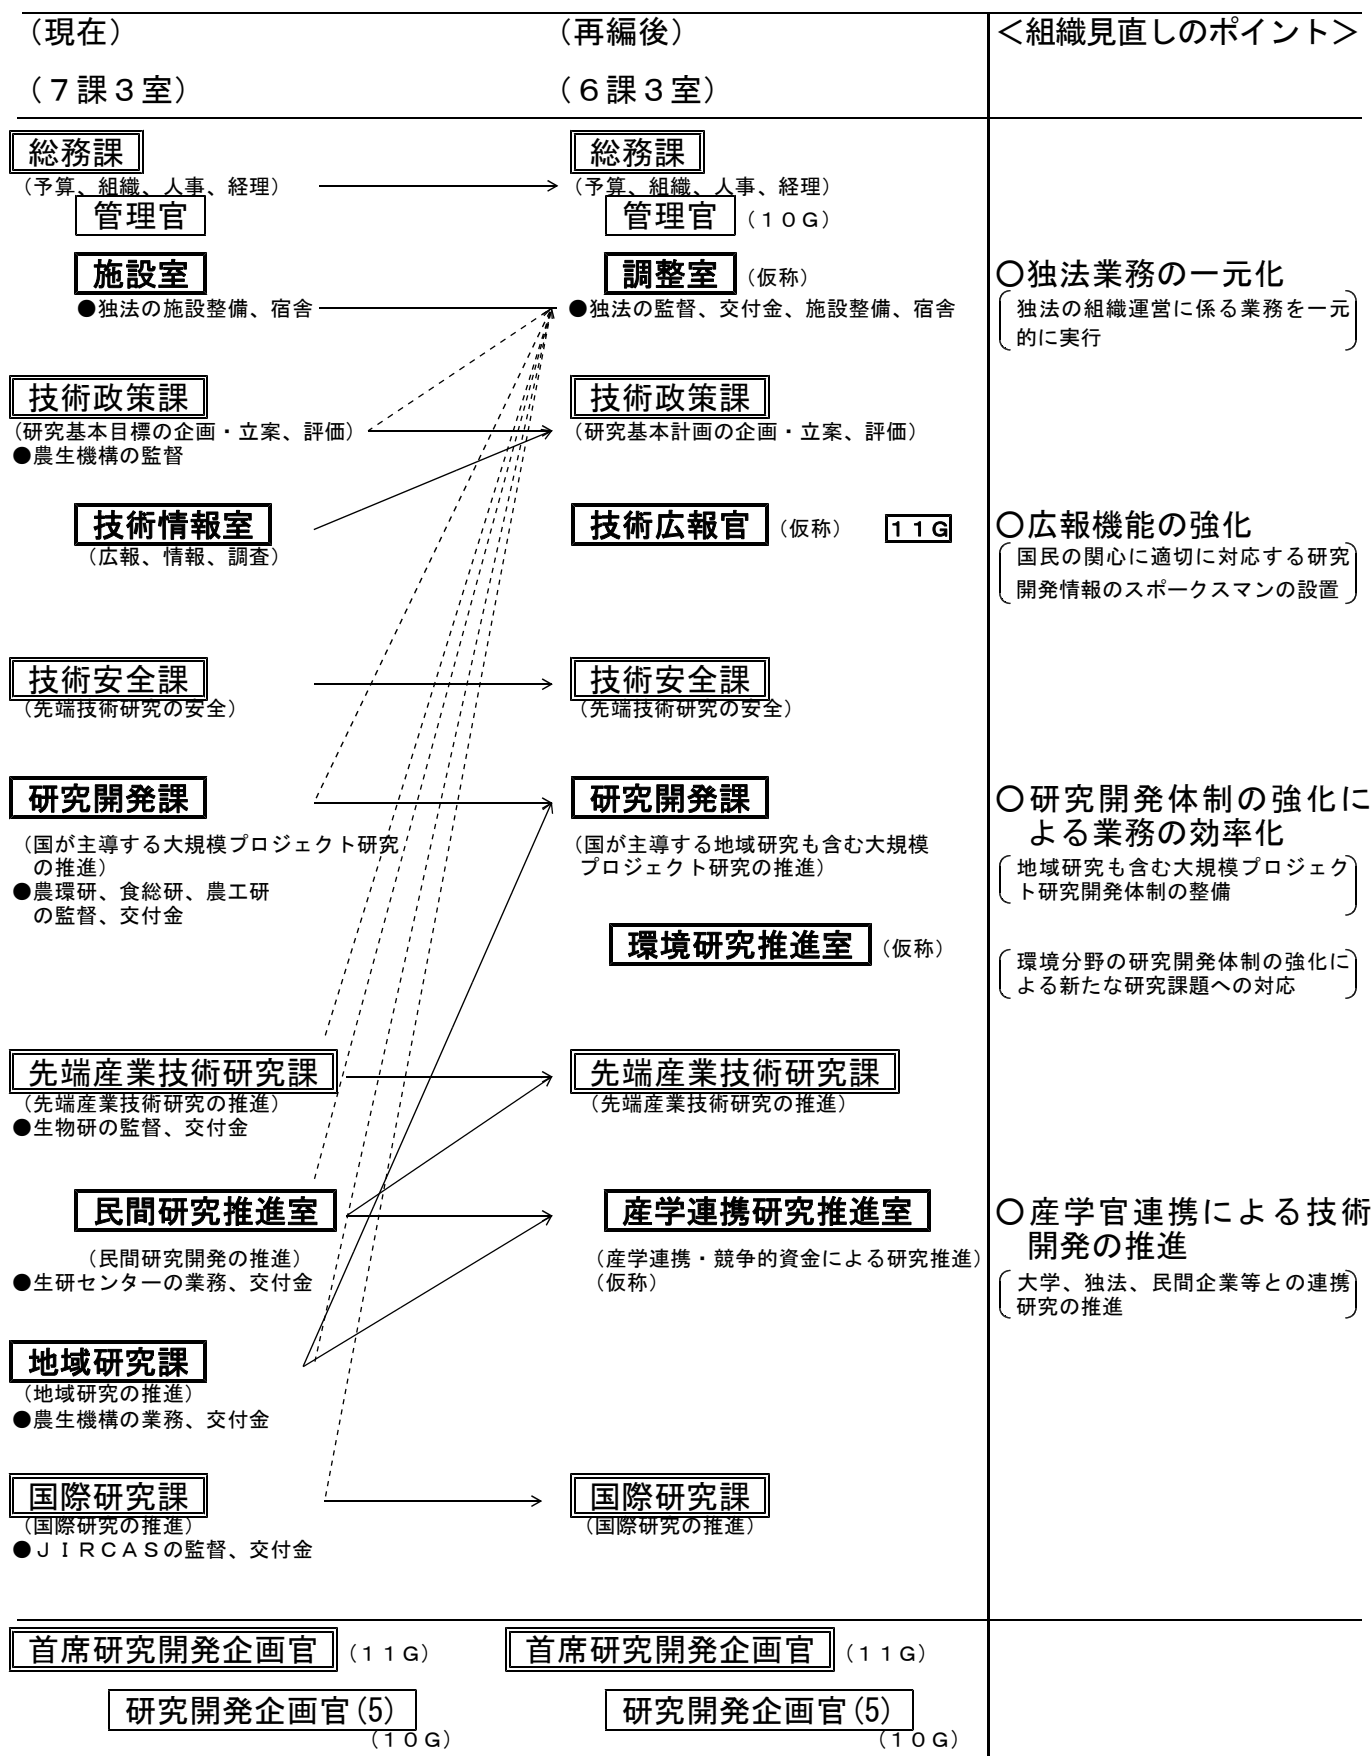 （現在）
（再編後）
＜組織見直しのポイント＞
（７課３室）
（６課３室）
総務課
（予算、組織、人事、経理）
管理官
総務課
（予算、組織、人事、経理）
管理官 （１０Ｇ）
施設室
●独法の施設整備、宿舎
調整室 （仮称）
●独法の監督、交付金、施設整備、宿舎
○独法業務の一元化
独法の組織運営に係る業務を一元
的に実行
技術政策課
（研究基本目標の企画・立案、評価）
●農生機構の監督
技術政策課
（研究基本計画の企画・立案、評価）
技術情報室
（広報、情報、調査）
技術広報官 （仮称） １１Ｇ
○広報機能の強化
国民の関心に適切に対応する研究
開発情報のスポークスマンの設置
技術安全課
（先端技術研究の安全）
技術安全課
（先端技術研究の安全）
研究開発課
（国が主導する大規模プロジェクト研究
の推進）
●農環研、食総研、農工研
の監督、交付金
研究開発課
（国が主導する地域研究も含む大規模
プロジェクト研究の推進）
環境研究推進室 （仮称）
○研究開発体制の強化に
よる業務の効率化
地域研究も含む大規模プロジェク
ト研究開発体制の整備
環境分野の研究開発体制の強化に
よる新たな研究課題への対応
先端産業技術研究課
（先端産業技術研究の推進）
●生物研の監督、交付金
先端産業技術研究課
（先端産業技術研究の推進）
民間研究推進室
（民間研究開発の推進）
●生研センターの業務、交付金
産学連携研究推進室
（産学連携・競争的資金による研究推進）
（仮称）
○産学官連携による技術
開発の推進
大学、独法、民間企業等との連携
研究の推進
地域研究課
（地域研究の推進）
●農生機構の業務、交付金
国際研究課
（国際研究の推進）
●ＪＩＲＣＡＳの監督、交付金
国際研究課
（国際研究の推進）
首席研究開発企画官 （１１Ｇ）
首席研究開発企画官 （１１Ｇ）
研究開発企画官(5)
（１０Ｇ）
研究開発企画官(5)
（１０Ｇ）